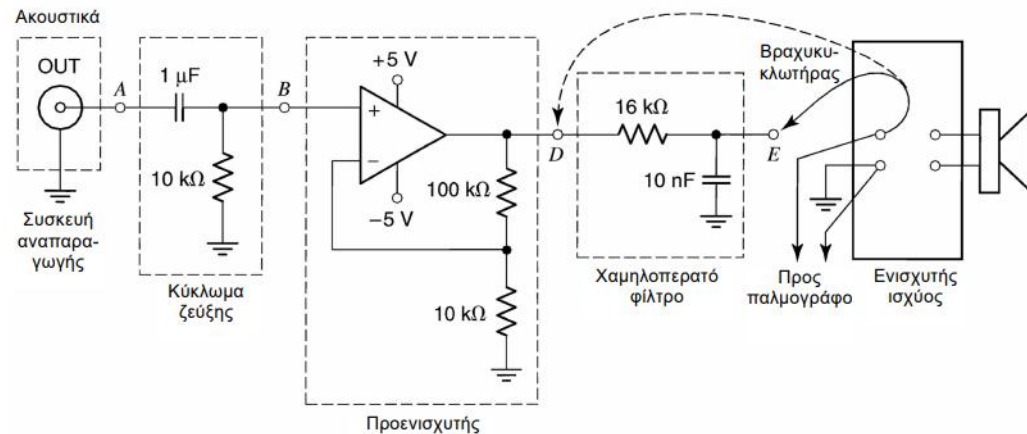 Ακουστικά
OUT
A
1 μF
10 kΩ
B
Συσκευή
αναπαρα-
γωγής
Κύκλωμα
ζεύξης
+5 V
+
−
−5 V
100 kΩ
10 kΩ
Προενισχυτής
D
16 kΩ
10 nF
E
Χαμηλοπερατό
φίλτρο
Βραχυκυ-
κλωτήρας
Προς
παλμογράφο
Ενισχυτής
ισχύος